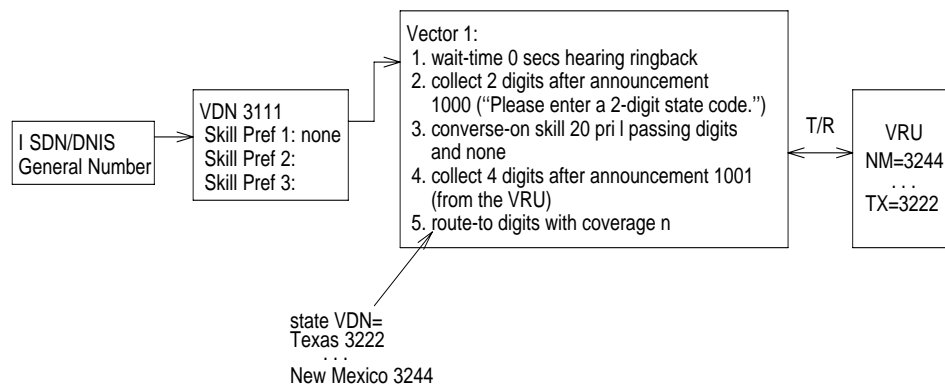 I SDN/DNIS
General Number
VDN 3111
Skill Pref 1: none
Skill Pref 2:
Skill Pref 3:
Vector 1:
1. wait-time 0 secs hearing ringback
2. collect 2 digits after announcement
1000 (“Please enter a 2-digit state code.”)
3. converse-on skill 20 pri l passing digits
and none
4. collect 4 digits after announcement 1001
(from the VRU)
5. route-to digits with coverage n
T/R
VRU
NM=3244
. . .
TX=3222
state VDN=
Texas 3222
. . .
New Mexico 3244